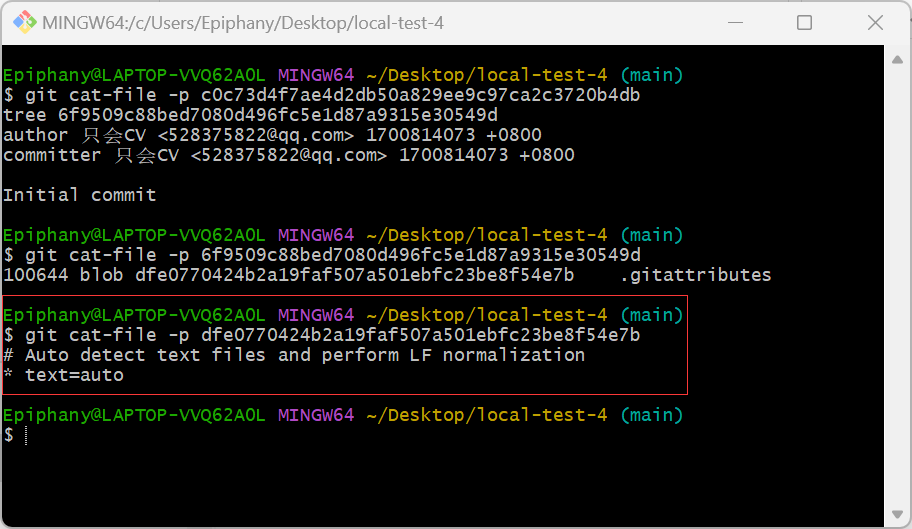 MINGW64:/c/Users/Epiphany/Desktop/local-test-4
Epiphany@LAPTOP-VVQ62AOL MINGW64 ~/Desktop/local-test-4 (main)
$ git cat-file -p c0c73d4f7ae4d2db50a829ee9c97ca2c3720b4db
tree 6f9509c88bed7080d496fc5e1d87a9315e30549d
author 只会CV <528375822@qq.com> 1700814073 +0800
committer 只会CV <528375822@qq.com> 1700814073 +0800
Initial commit
Epiphany@LAPTOP-VVQ62AOL MINGW64 ~/Desktop/local-test-4 (main)
$ git cat-file -p 6f9509c88bed7080d496fc5e1d87a9315e30549d
100644 blob dfe0770424b2a19faf507a501ebfc23be8f54e7b    .gitattributes
Epiphany@LAPTOP-VVQ62AOL MINGW64 ~/Desktop/local-test-4 (main)
$ git cat-file -p dfe0770424b2a19faf507a501ebfc23be8f54e7b
# Auto detect text files and perform LF normalization
* text=auto
Epiphany@LAPTOP-VVQ62AOL MINGW64 ~/Desktop/local-test-4 (main)
$